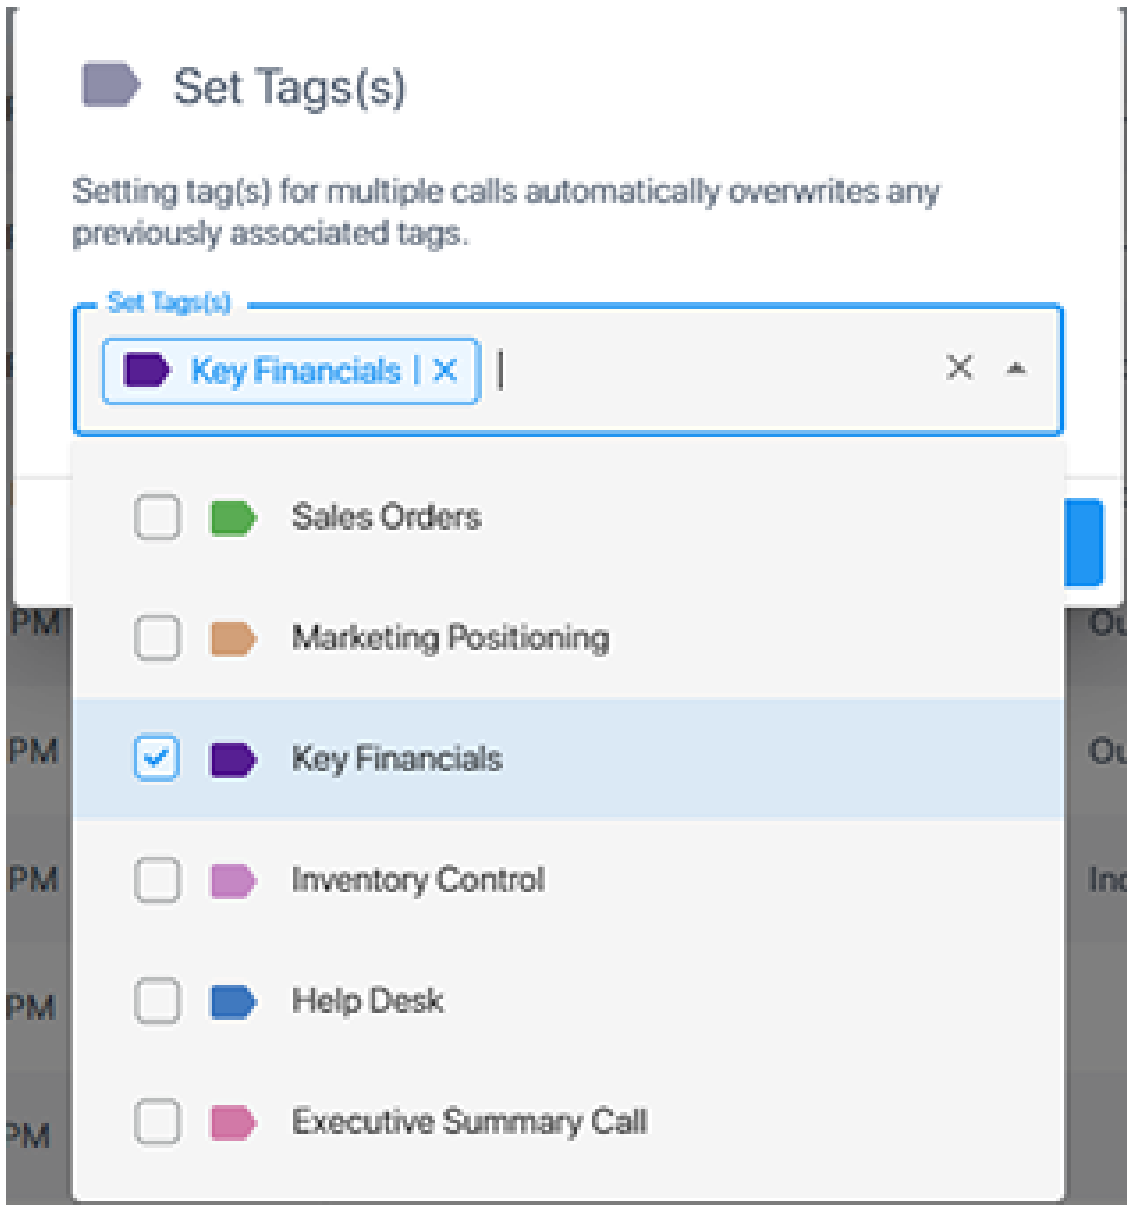 Set Tags(s)
Setting tag(s) for multiple calls automatically overwrites any
previously associated tags.
Set Tags(s)
Key Financials
Sales Orders
Marketing Positioning
PM
Key Financials
PM
Inventory Control
PM
Help Desk
PM
Executive Summary Call
PM